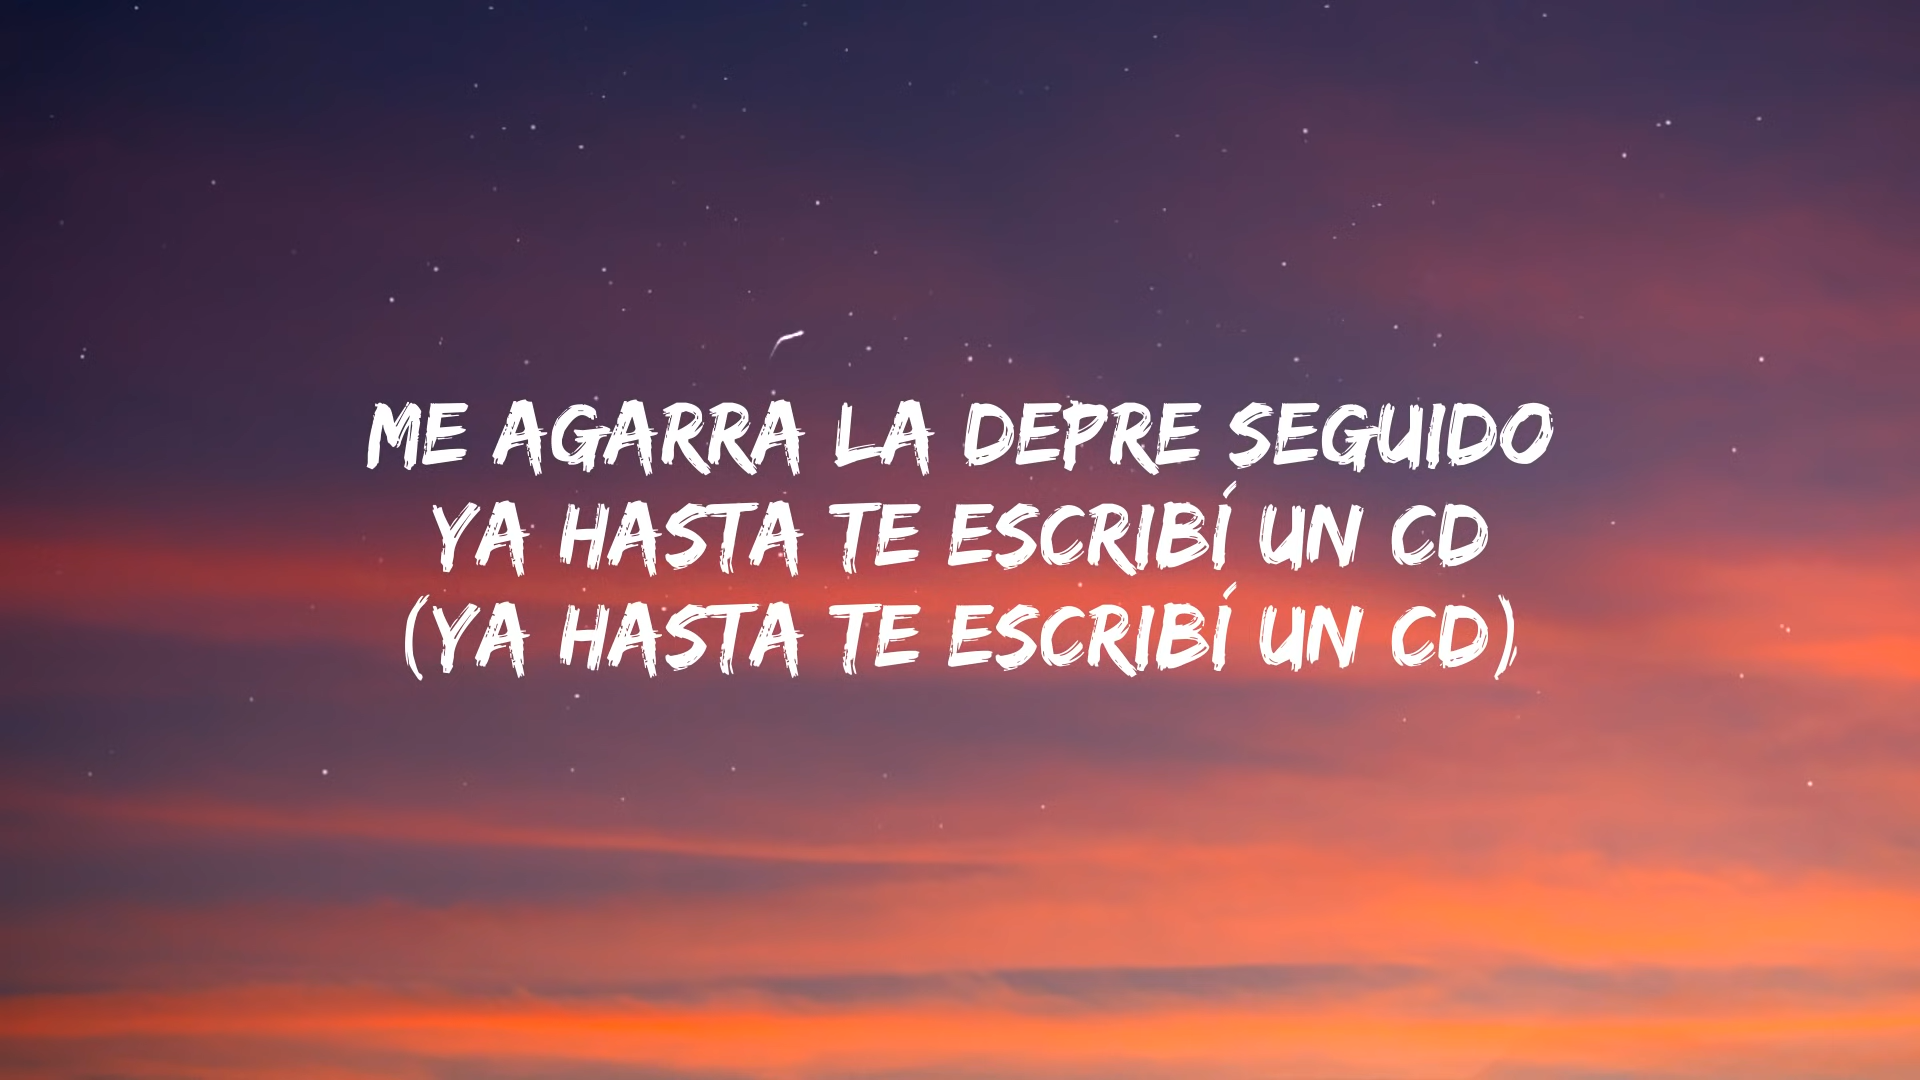 ME AGARRA LA DEPRE SEGUIDO
YA HASTA TE ESCRIBÍ UN CD
(YA HASTA TE ESCRIBÍ UN CD)